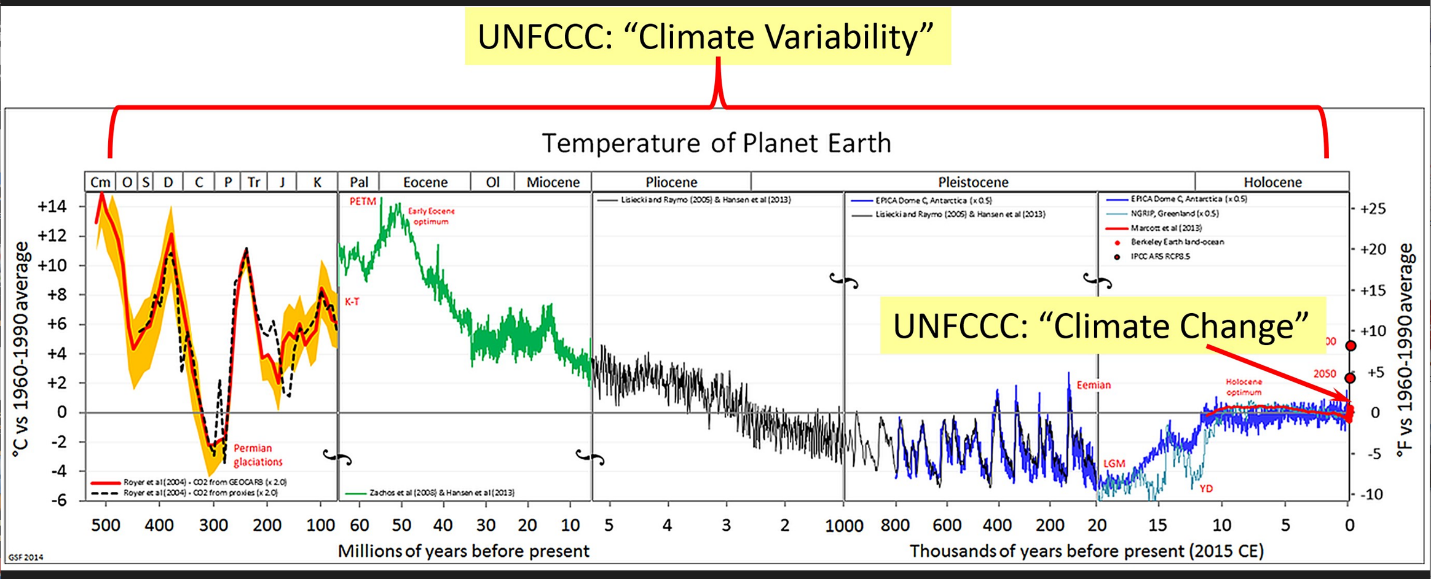 UNFCCC: “Climate Variability”
Temperature of Planet Earth
Cm O S D C P Tr J K Pal Eocene Ol Miocene Pliocene Pleistocene Holocene
°C vs 1960-1990 average
+14
+12
+10
+8
+6
+4
+2
0
-2
-4
-6
Permian
glaciations
Royer et al (2004) - CO2 from GEOCARB (x 2.0)
Royer et al (2004) - CO2 from proxies (x 2.0)
PETM
Early Eocene
optimum
K-T
Zachos et al (2008) & Hansen et al (2013)
Lisiecki and Raymo (2005) & Hansen et al (2013)
EPICA Dome C, Antarctica (x 0.5)
Lisiecki and Raymo (2005) & Hansen et al (2013)
Eemian
EPICA Dome C, Antarctica (x 0.5)
NGRIP, Greenland (x 0.5)
Marcott et al (2013)
Berkeley Earth land-ocean
IPCC AR5 RCP8.5
UNFCCC: “Climate Change”
00
2050
Holocene
optimum
LGM
YD
+25
+20
+15
+10
+5
0
-5
-10
°F vs 1960-1990 average
500 400 300 200 100 60 50 40 30 20 10 5 4 3 2 1000 800 600 400 200 20 15 10 5 0
Millions of years before present
Thousands of years before present (2015 CE)
GSF 2014